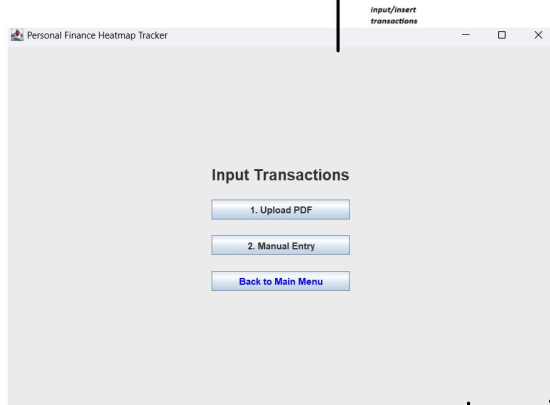 input/insert
transactions
Personal Finance Heatmap Tracker
Input Transactions
1. Upload PDF
2. Manual Entry
Back to Main Menu